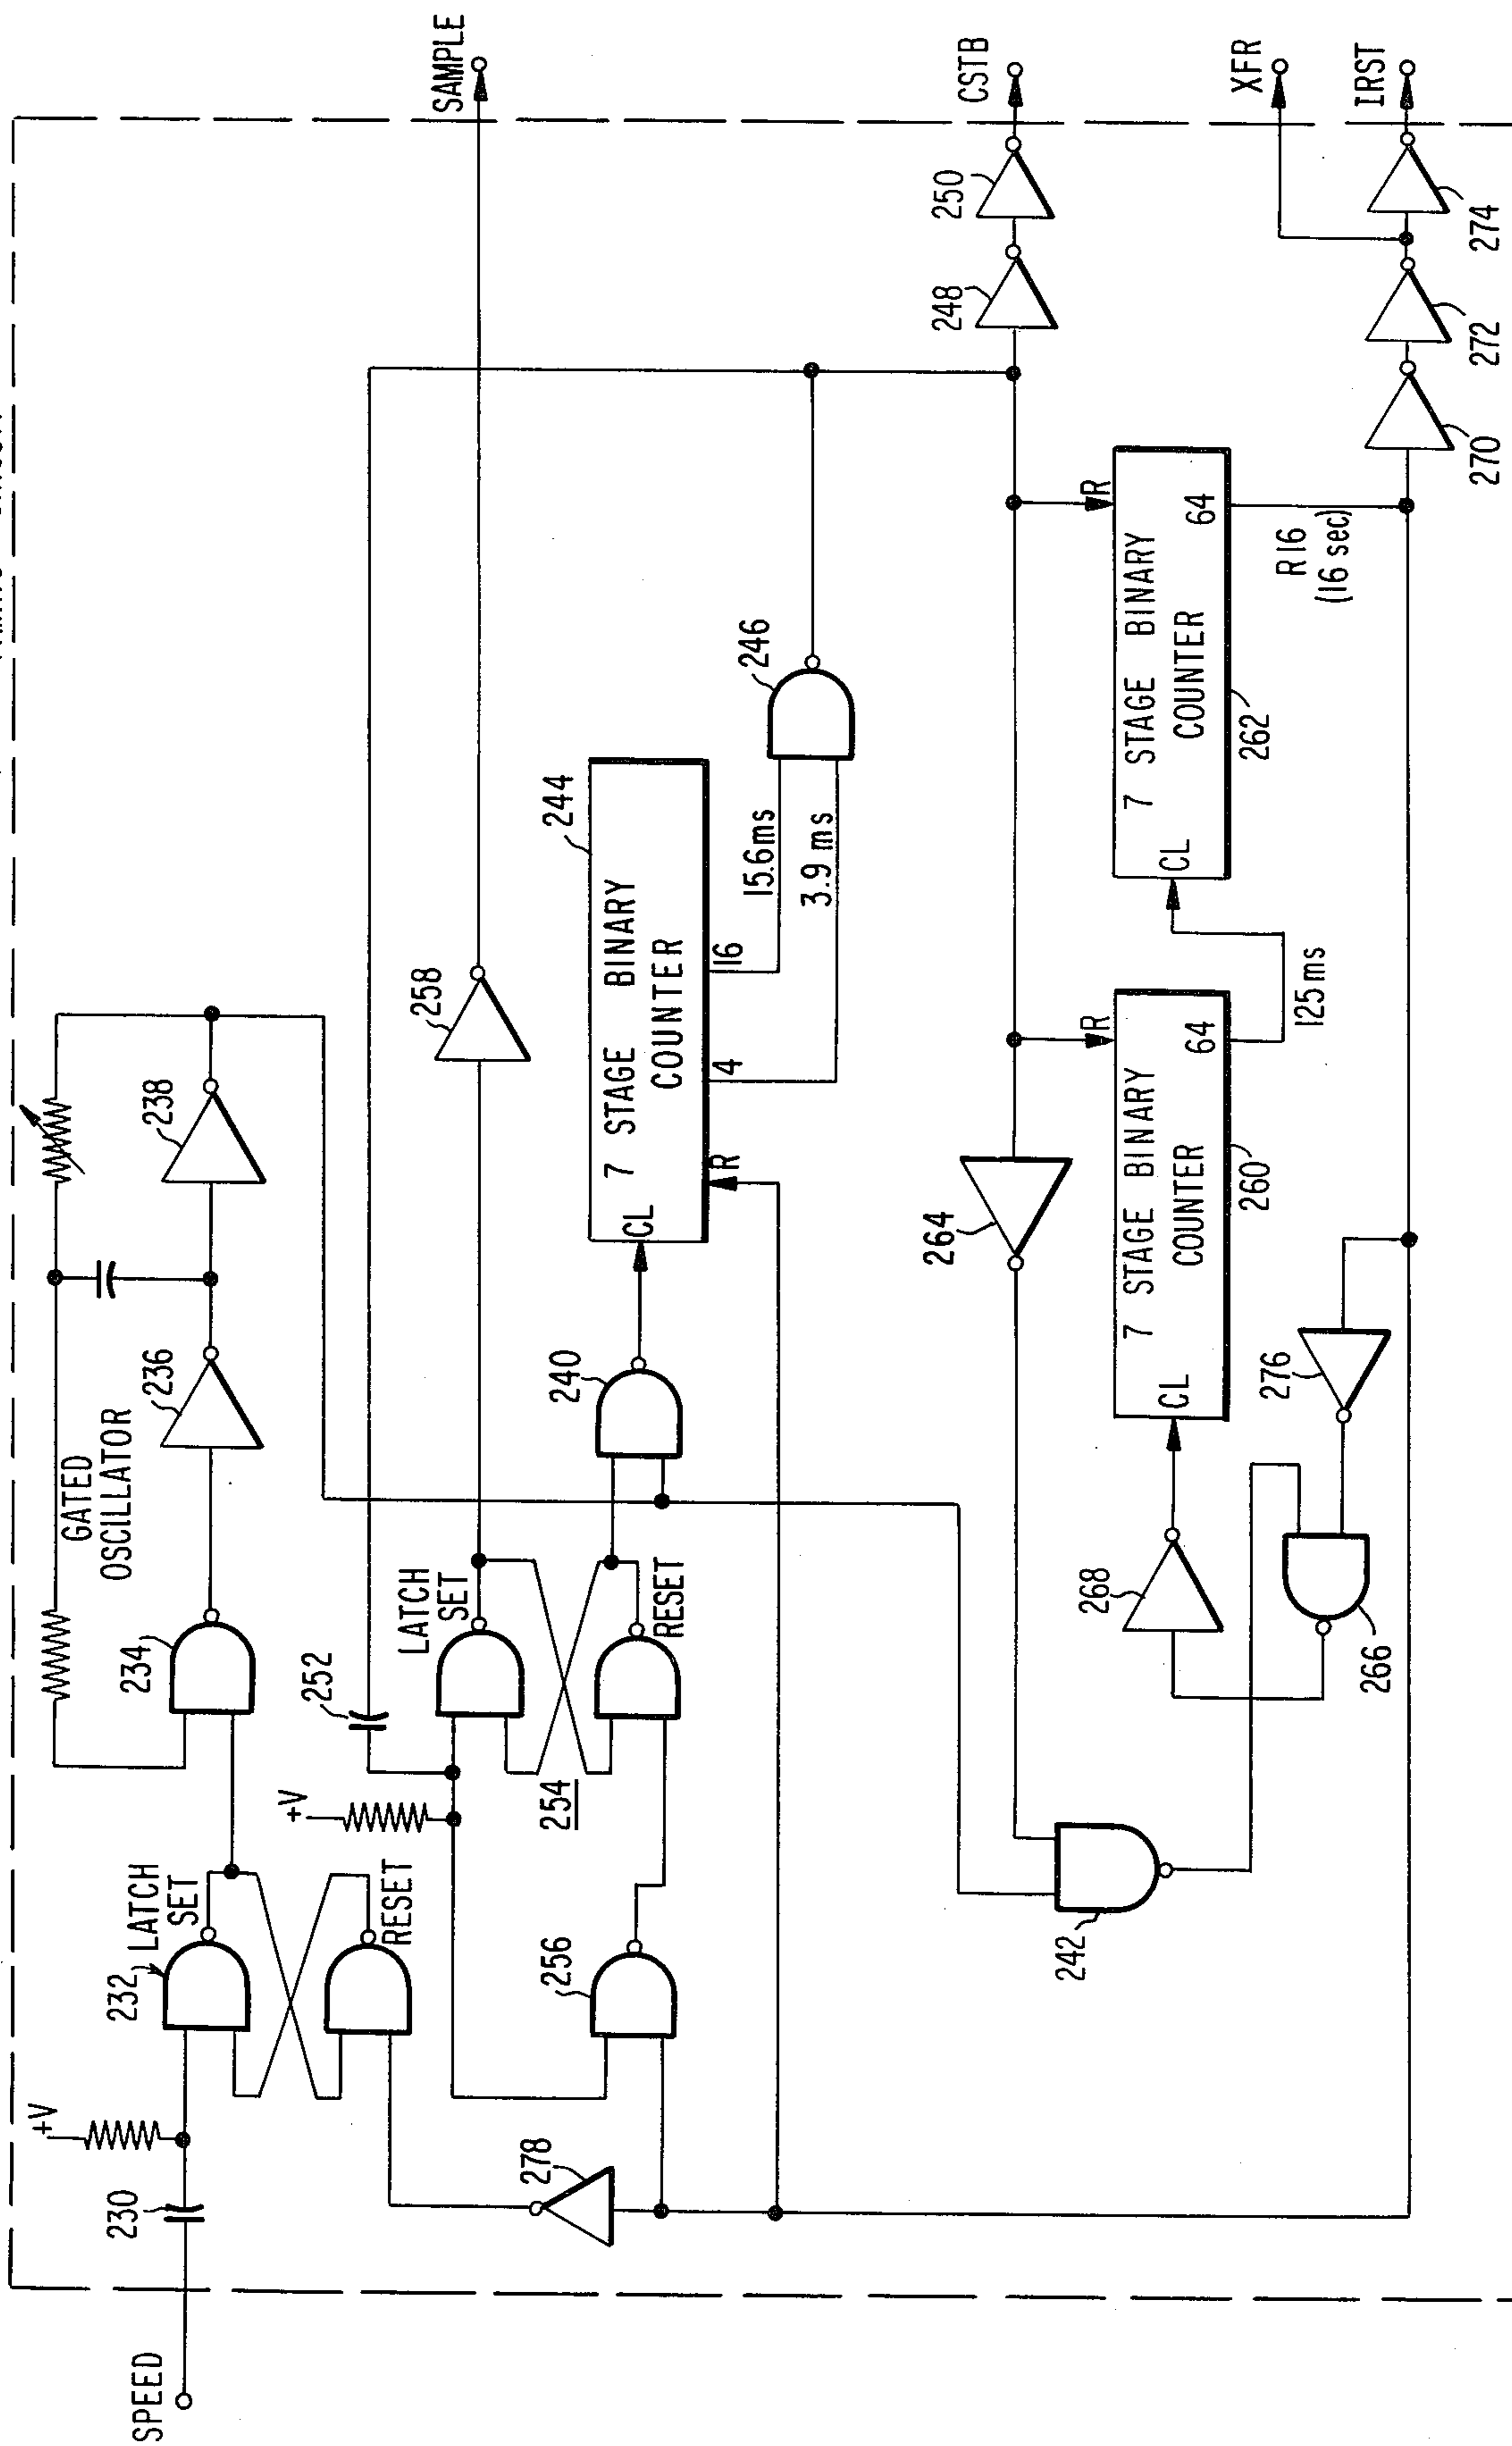 SPEED
230
+V
232
LATCH
SET
RESET
278
234
GATED
OSCILLATOR
236
238
+V
252
LATCH
SET
254
RESET
256
258
SAMPLE
240
CL
7 STAGE BINARY
COUNTER
R
4
16
244
15.6ms
3.9 ms
246
242
264
248
250
CSTB
268
266
276
CL
7 STAGE BINARY
COUNTER
R
64
260
125 ms
CL
7 STAGE BINARY
COUNTER
R
64
262
R16
(16 sec)
270
272
274
XFR
IRST